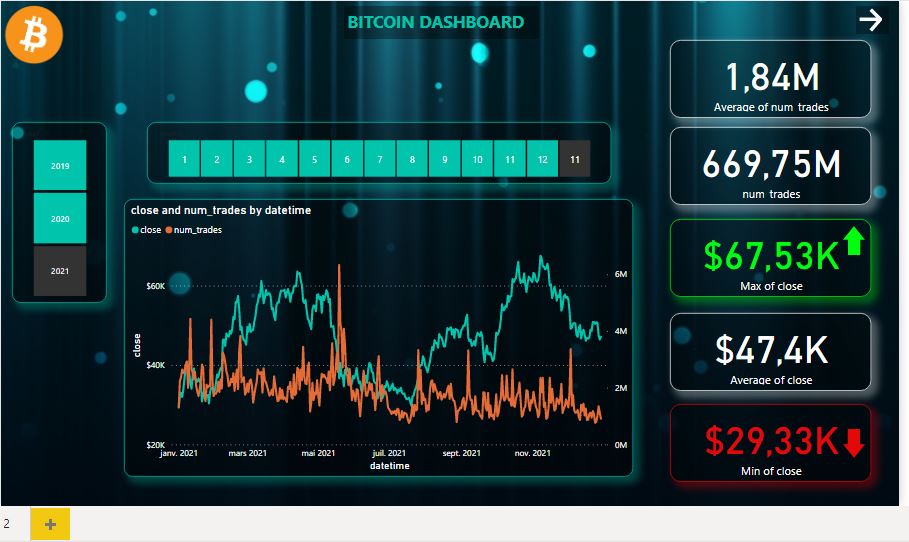 BITCOIN DASHBOARD
1,84M
Average of num_trades
2019
2020
2021
1 2 3 4 5 6 7 8 9 10 11 12 11
669,75M
num_trades
close and num_trades by datetime
close num_trades
$67,53K
Max of close
$60K
$40K
$20K
close
6M
4M
2M
0M
janv. 2021 mars 2021 mai 2021 juil. 2021 sept. 2021 nov. 2021
datetime
$47,4K
Average of close
$29,33K
Min of close
2